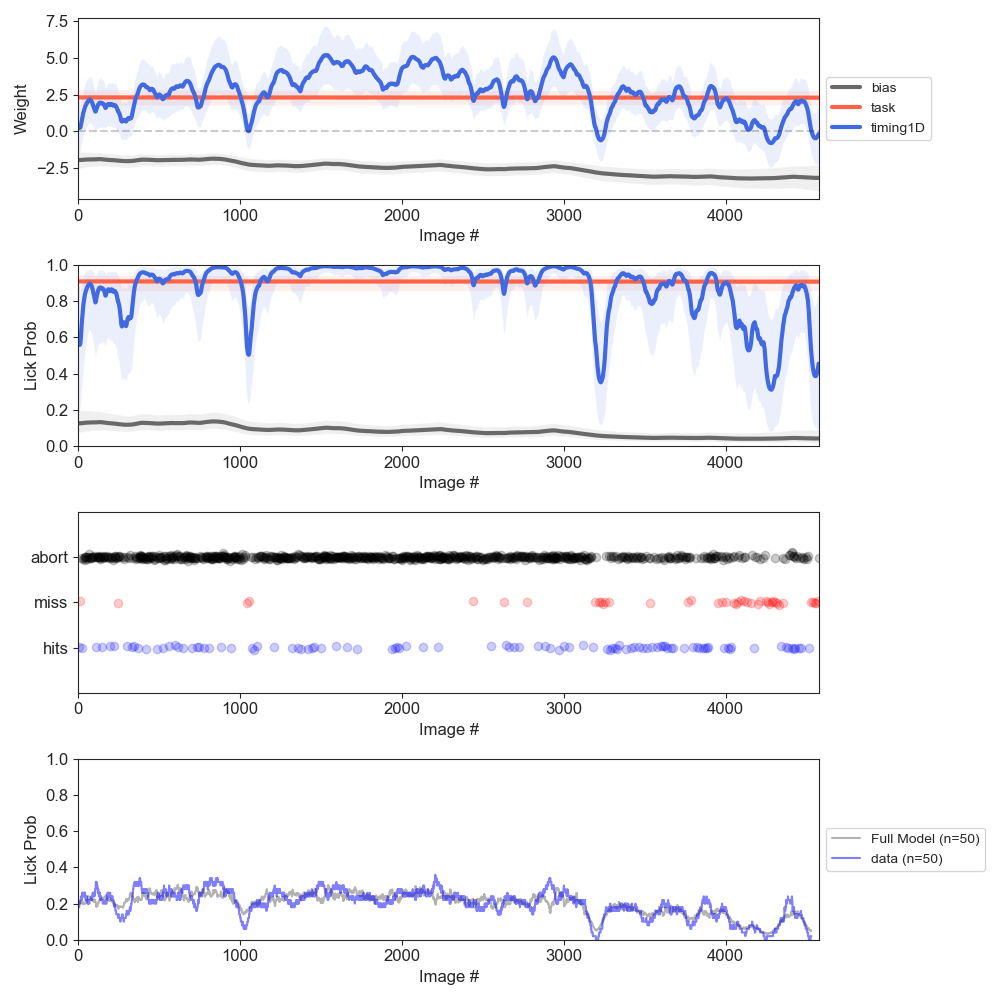 7.5
5.0
2.5
0.0
−2.5
Weight
0 1000 2000 3000 4000
Image #
bias
task
timing1D
1.0
0.8
0.6
0.4
0.2
0.0
Lick Prob
0 1000 2000 3000 4000
Image #
abort
miss
hits
0 1000 2000 3000 4000
Image #
1.0
0.8
0.6
0.4
0.2
0.0
Lick Prob
0 1000 2000 3000 4000
Image #
Full Model (n=50)
data (n=50)